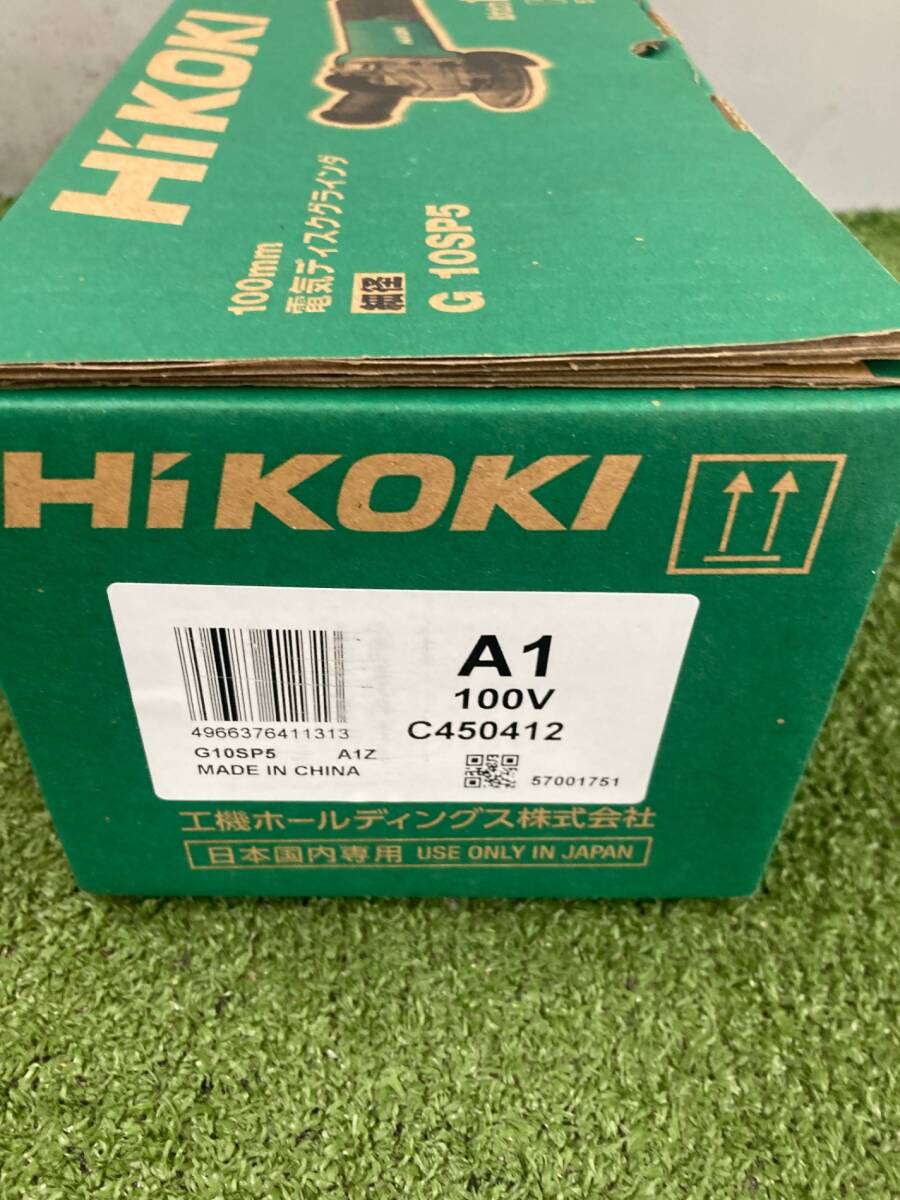 HiKOKI
100mm
電気ディスクグラインダ
細径
G 10SP5
HiKOKI
A1
100V
C450412
4966376411313
G10SP5 A1Z
MADE IN CHINA
57001751
工機ホールディングス株式会社
日本国内専用 USE ONLY IN JAPAN